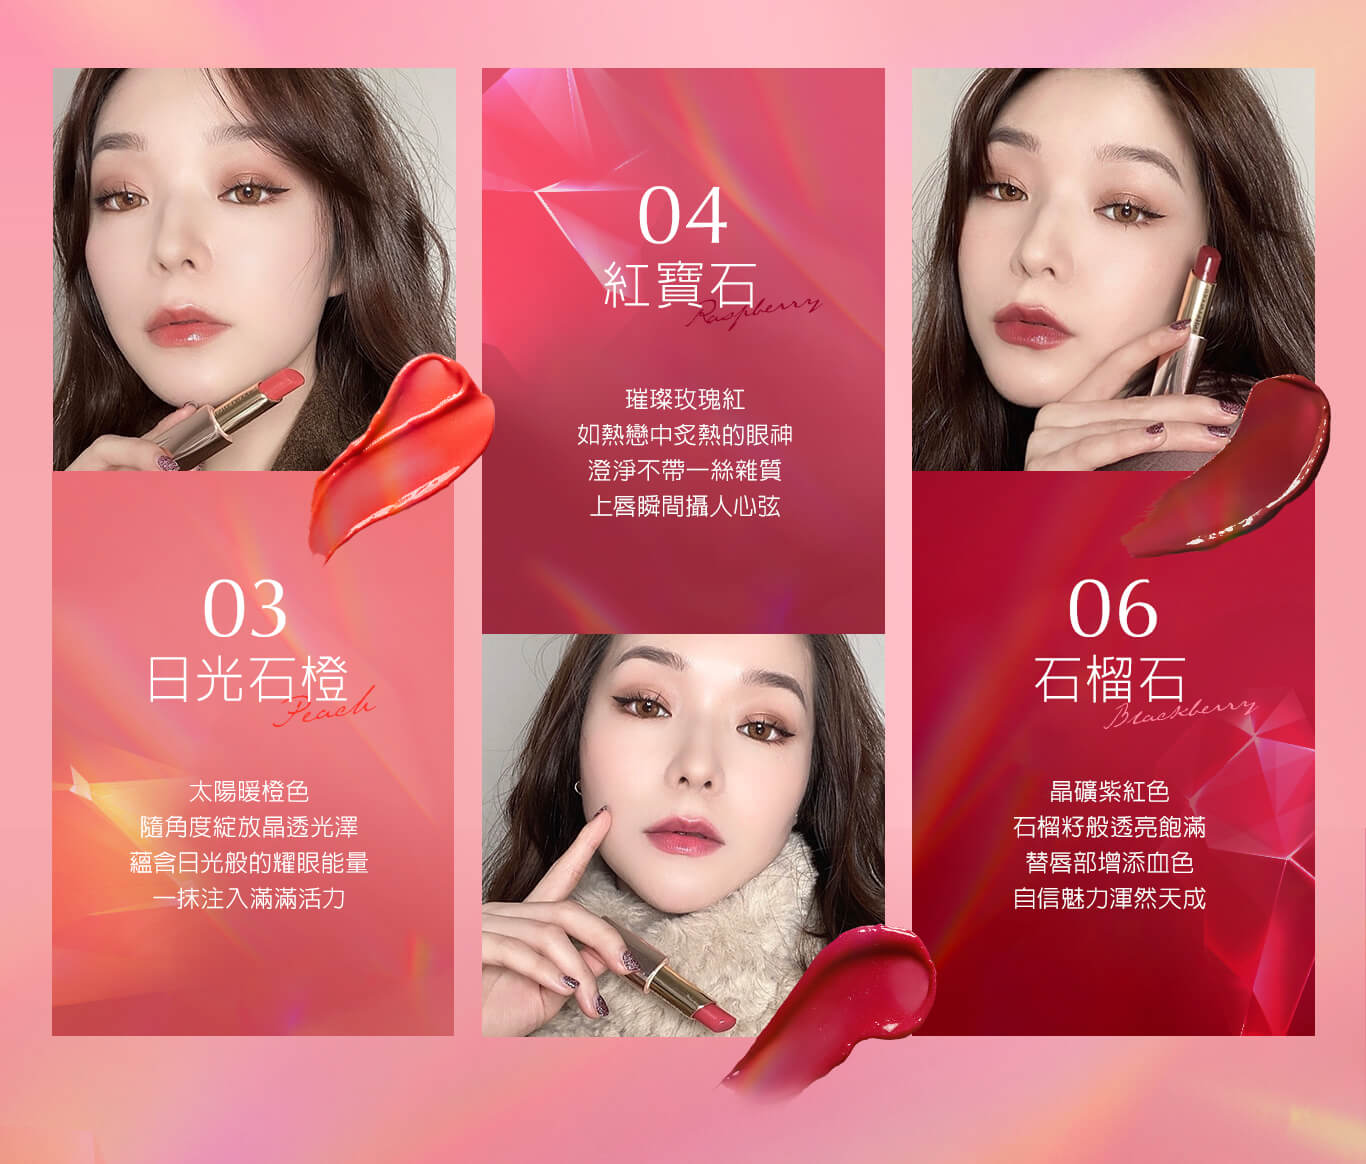 03
日光石橙
Peach
太陽暖橙色
隨角度綻放晶透光澤
蘊含日光般的耀眼能量
一抹注入滿滿活力
04
紅寶石
Raspberry
璀璨玫瑰紅
如熱戀中炙熱的眼神
澄淨不帶一絲雜質
上唇瞬間攝人心弦
06
石榴石
Blackberry
晶礦紫紅色
石榴籽般透亮飽滿
替唇部增添血色
自信魅力渾然天成